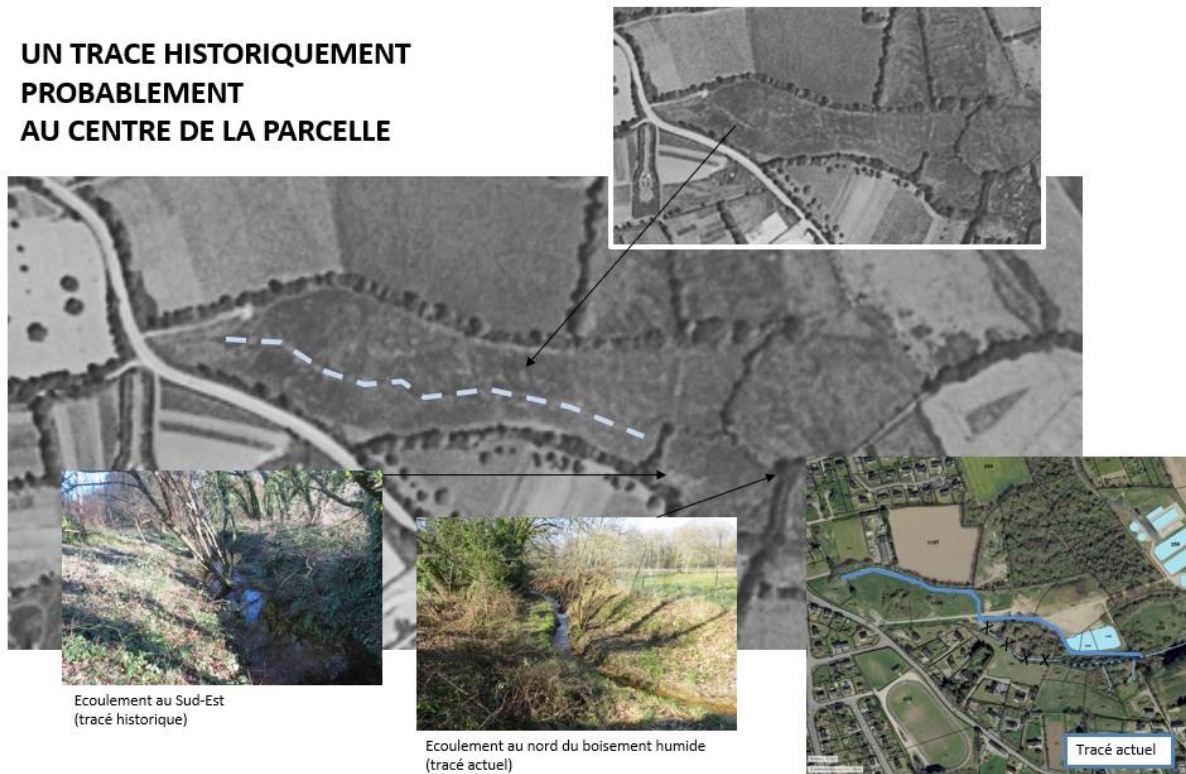 UN TRACE HISTORIQUEMENT
PROBABLEMENT
AU CENTRE DE LA PARCELLE
Ecoulement au Sud-Est
(tracé historique)
Ecoulement au nord du boisement humide
(tracé actuel)
Tracé actuel